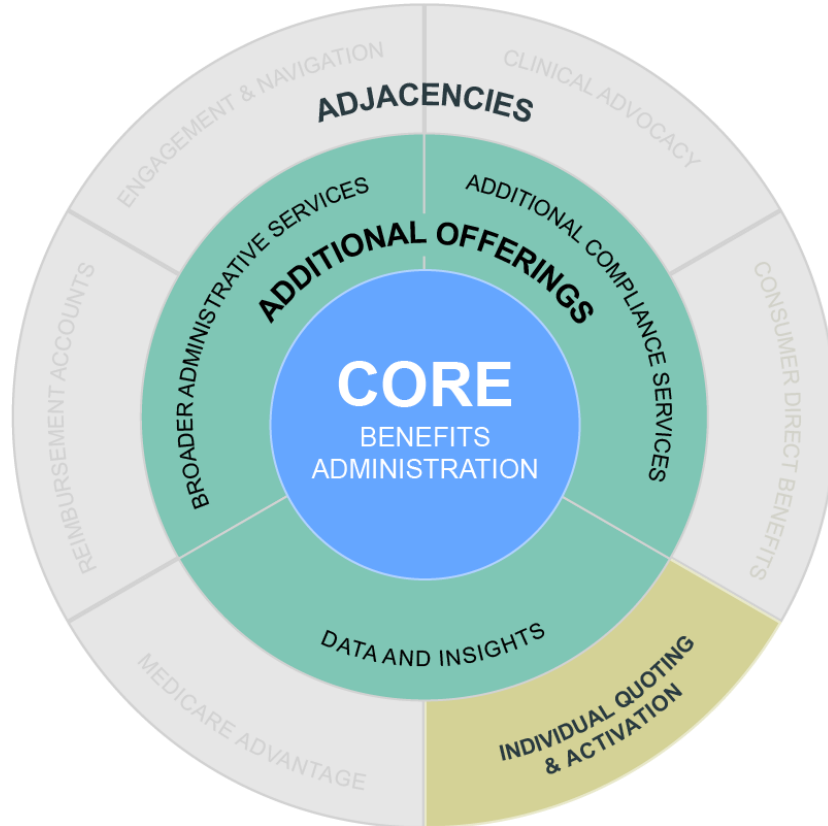 ADJACENCIES
ENGAGEMENT & NAVIGATION
CLINICAL ADVOCACY
CONSUMER DIRECT BENEFITS
INDIVIDUAL QUOTING
& ACTIVATION
MEDICARE ADVANTAGE
REIMBURSEMENT ACCOUNTS
ADDITIONAL OFFERINGS
BROADER ADMINISTRATIVE SERVICES
ADDITIONAL COMPLIANCE SERVICES
DATA AND INSIGHTS
CORE
BENEFITS
ADMINISTRATION